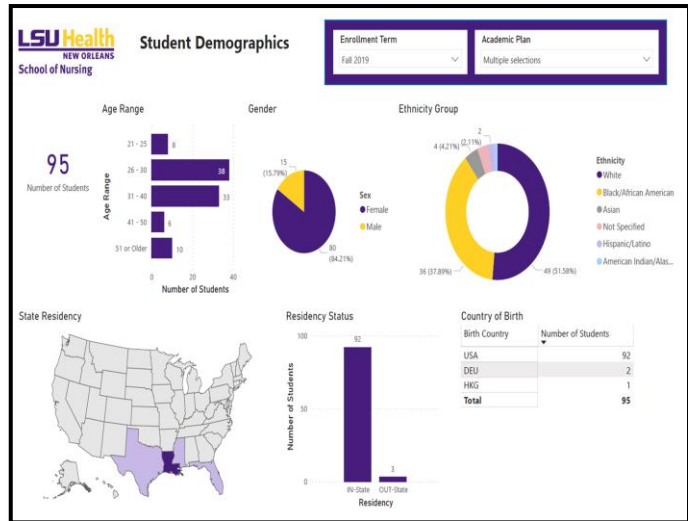 LSU Health
NEW ORLEANS
School of Nursing
Student Demographics
Enrollment Term
Fall 2019
Academic Plan
Multiple selections
95
Number of Students
Age Range
Age Range
21 - 25
26 - 30
31 - 40
41 - 50
51 or Older
8
38
33
6
10
0 20 40
Number of Students
Gender
15
(15.79%)
80
(84.21%)
Sex
Female
Male
Ethnicity Group
2
(2.11%)
4 (4.21%)
36 (37.89%)
49 (51.58%)
Ethnicity
White
Black/African American
Asian
Not Specified
Hispanic/Latino
American Indian/Alas...
State Residency
Residency Status
Number of Students
100
50
0
92
3
IN-State OUT-State
Residency
Country of Birth
Birth Country Number of Students
USA 92
DEU 2
HKG 1
Total 95